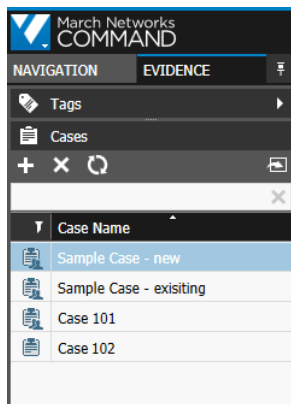 March Networks
COMMAND
NAVIGATION EVIDENCE
Tags
Cases
Case Name
Sample Case - new
Sample Case - exisiting
Case 101
Case 102